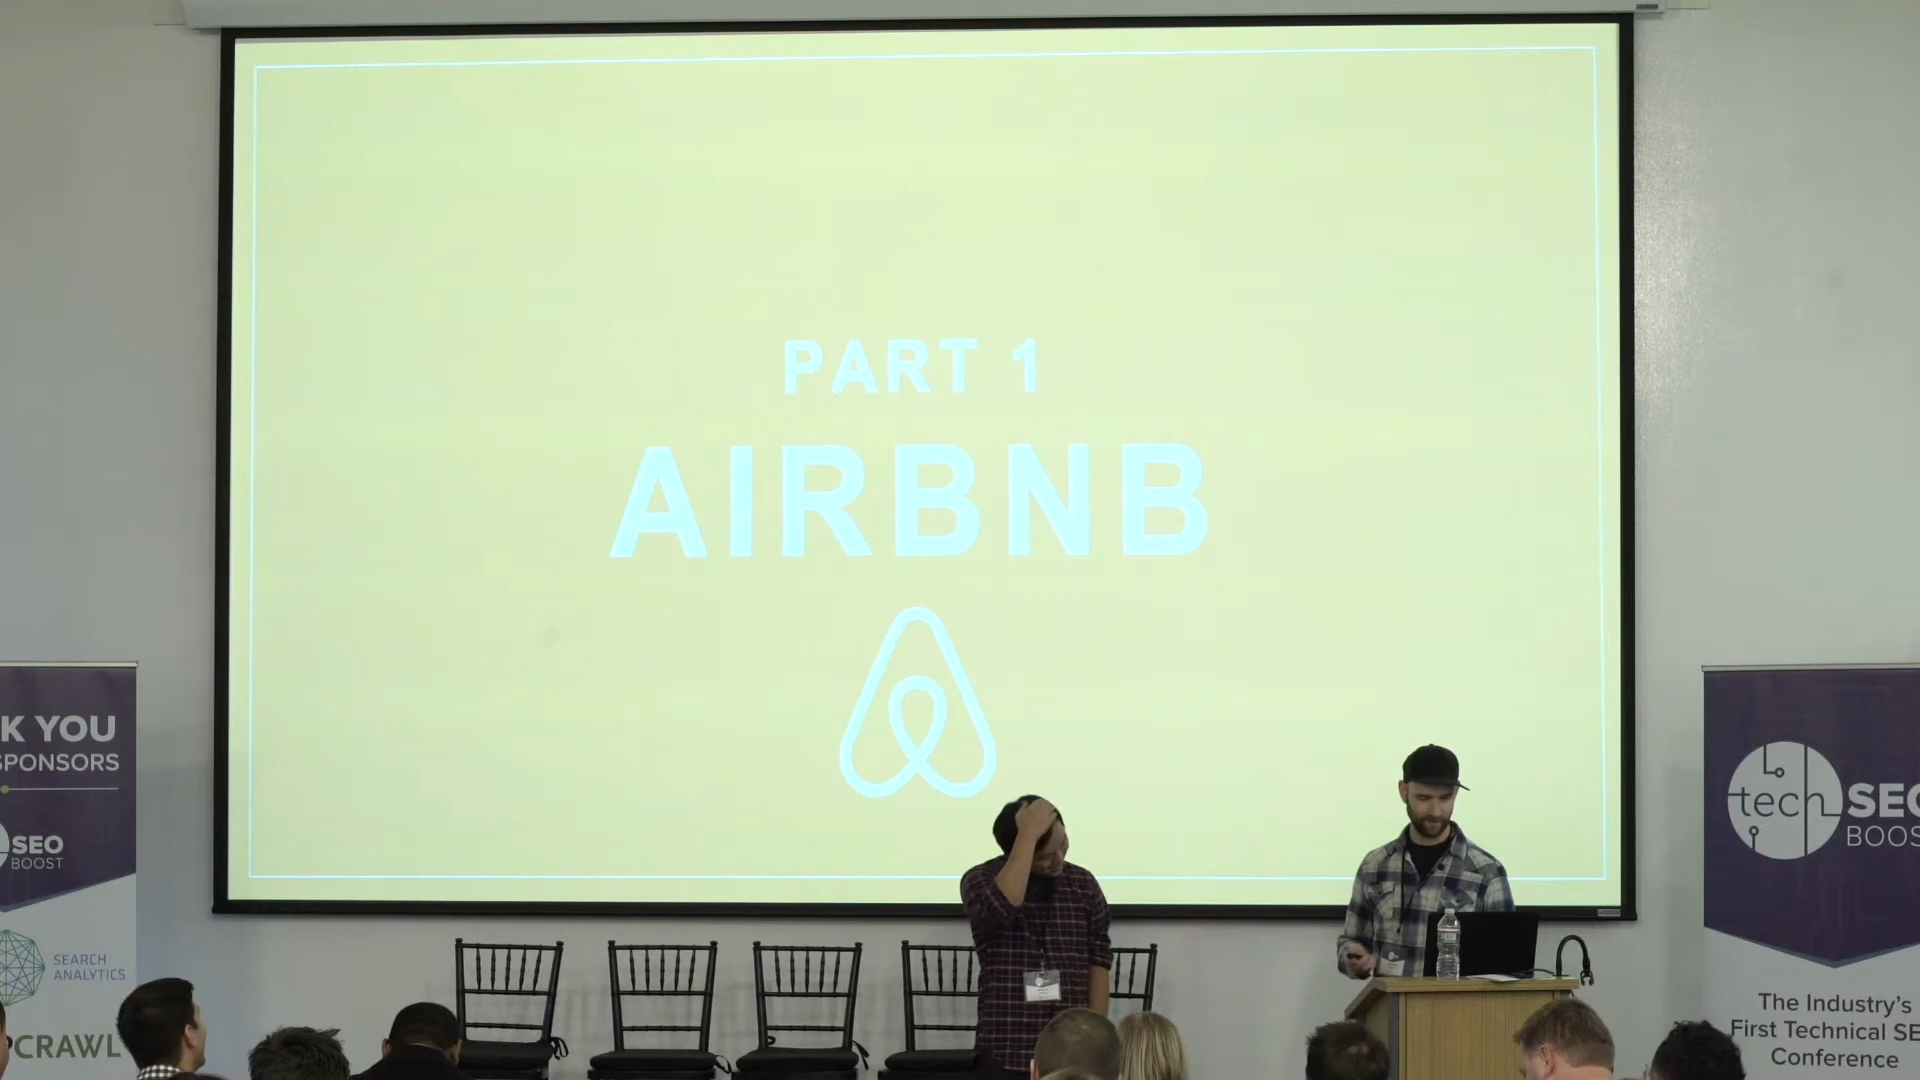 PART 1
AIRBNB
K YOU
SPONSORS
SEO
BOOST
SEARCH
ANALYTICS
PCRAWL
tech SEO
BOOS
The Industry's
First Technical SE
Conference